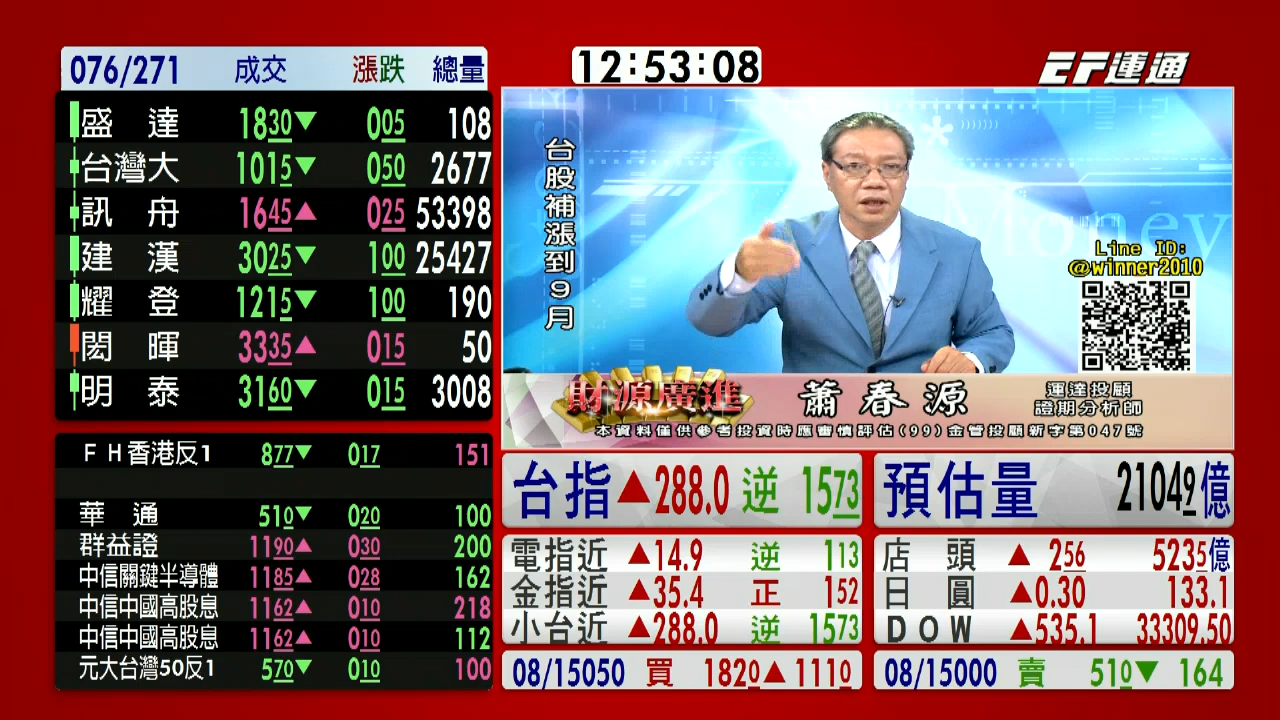 076/271 成交 漲跌 總量
盛達 1830▼ 005 108
台灣大 1015▼ 050 2677
訊舟 1645▲ 025 53398
建漢 3025▼ 100 25427
耀登 1215▼ 100 190
閎暉 3335▲ 015 50
明泰 3160▼ 015 3008
FH香港反1 877▼ 017 151
華通 510▼ 020 100
群益證 1190▲ 030 200
中信關鍵半導體 1185▲ 028 162
中信中國高股息 1162▲ 010 218
中信中國高股息 1162▲ 010 112
元大台灣50反1 570▼ 010 100
12:53:08
EF運通
台股補漲到9月
Money
Line ID:
@winner2010
財源廣進
蕭春源
運達投顧
證期分析師
本資料僅供參考投資時應審慎評估(99)金管投顧新字第047號
台指▲288.0 逆 1573
預估量 21049億
電指近 ▲14.9 逆 113
金指近 ▲35.4 正 152
小台近 ▲288.0 逆 1573
店頭 ▲ 256 5235億
日圓 ▲0.30 133.1
DOW ▲535.1 33309.50
08/15050 買 1820▲1110
08/15000 賣 510▼ 164